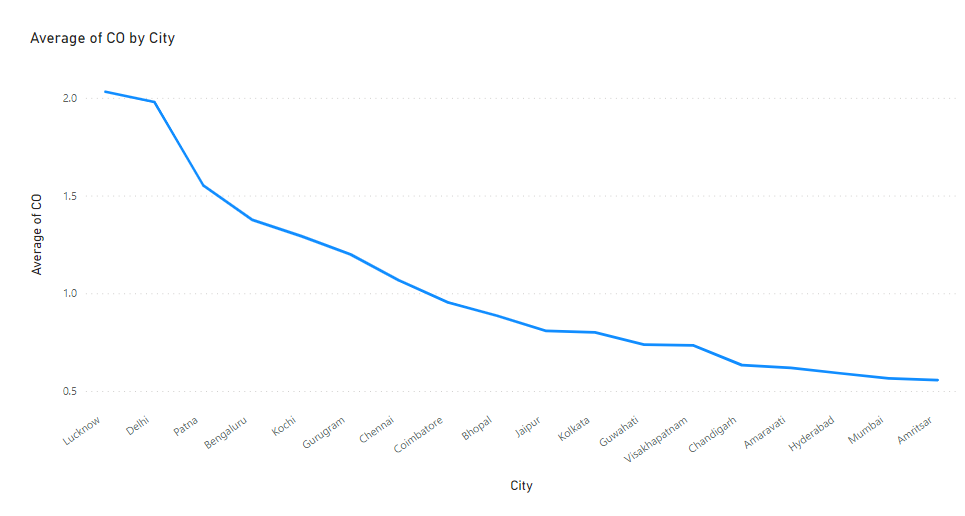 Average of CO by City
2.0
1.5
1.0
0.5
Average of CO
Lucknow
Delhi
Patna
Bengaluru
Kochi
Gurugram
Chennai
Coimbatore
Bhopal
Jaipur
Kolkata
Guwahati
Visakhapatnam
Chandigarh
Amaravati
Hyderabad
Mumbai
Amritsar
City